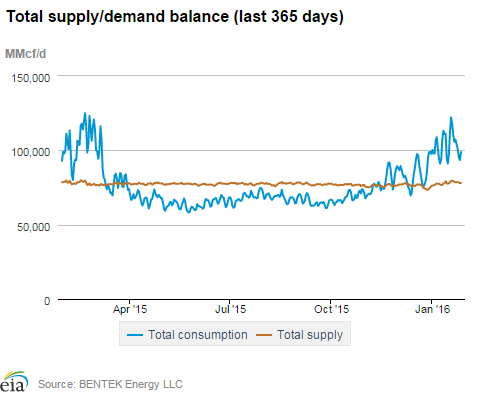 Total supply/demand balance (last 365 days)
MMcf/d
150,000
100,000
50,000
0
Apr '15 Jul '15 Oct '15 Jan '16
Total consumption Total supply
eia Source: BENTEK Energy LLC